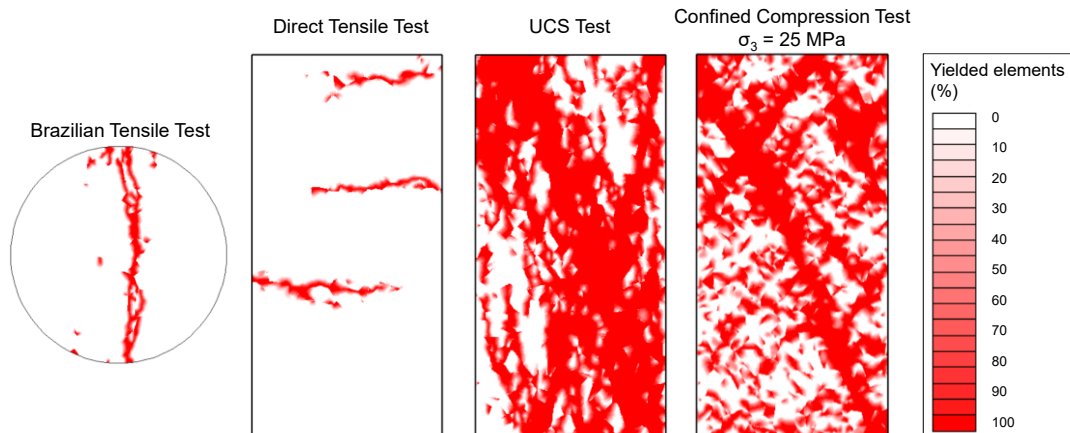 Brazilian Tensile Test
Direct Tensile Test
UCS Test
Confined Compression Test
σ₃ = 25 MPa
Yielded elements
(%)
0
10
20
30
40
50
60
70
80
90
100